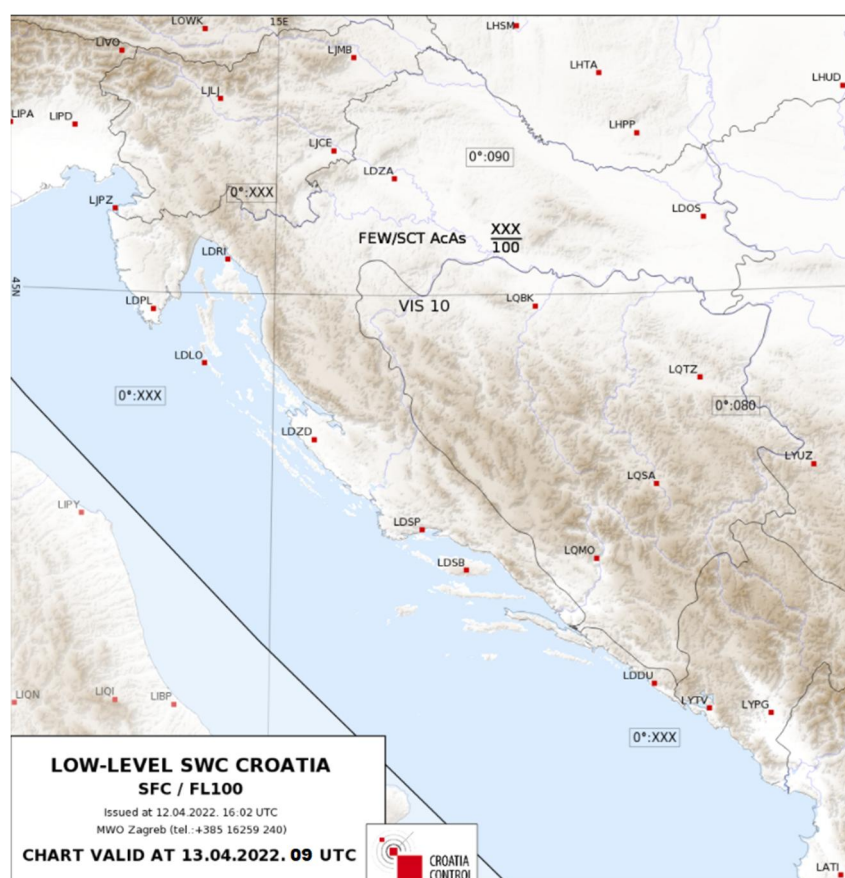 LOWK
15E
LHSM
LIVO
LJMB
LHTA
LHUD
LJLJ
LIPA
LIPD
LHPP
LJCE
0°:090
LDZA
0°:XXX
LJPZ
LDOS
FEW/SCT AcAs XXX
100
LDRI
45N
LDPL
VIS 10
LQBK
LDLO
LQTZ
0°:XXX
0°:080
LDZD
LYUZ
LQSA
LIPY
LDSP
LQMO
LDSB
LDDU
LIQN
LIQI
LIBP
LYTV
LYPG
0°:XXX
LOW-LEVEL SWC CROATIA
SFC / FL100
Issued at 12.04.2022. 16:02 UTC
MWO Zagreb (tel.:+385 16259 240)
CHART VALID AT 13.04.2022. 09 UTC
CROATIA
CONTROL
LATI